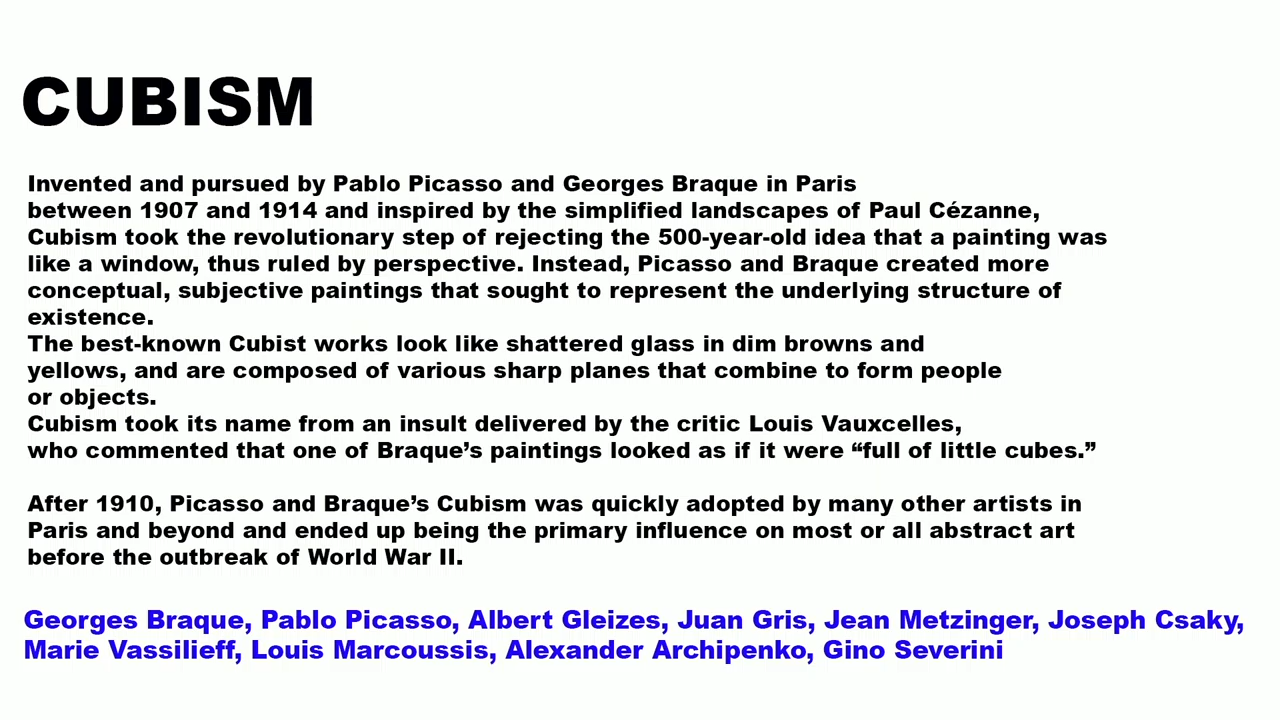 CUBISM
Invented and pursued by Pablo Picasso and Georges Braque in Paris
between 1907 and 1914 and inspired by the simplified landscapes of Paul Cézanne,
Cubism took the revolutionary step of rejecting the 500-year-old idea that a painting was
like a window, thus ruled by perspective. Instead, Picasso and Braque created more
conceptual, subjective paintings that sought to represent the underlying structure of
existence.
The best-known Cubist works look like shattered glass in dim browns and
yellows, and are composed of various sharp planes that combine to form people
or objects.
Cubism took its name from an insult delivered by the critic Louis Vauxcelles,
who commented that one of Braque’s paintings looked as if it were “full of little cubes.”
After 1910, Picasso and Braque’s Cubism was quickly adopted by many other artists in
Paris and beyond and ended up being the primary influence on most or all abstract art
before the outbreak of World War II.
Georges Braque, Pablo Picasso, Albert Gleizes, Juan Gris, Jean Metzinger, Joseph Csaky,
Marie Vassilieff, Louis Marcoussis, Alexander Archipenko, Gino Severini